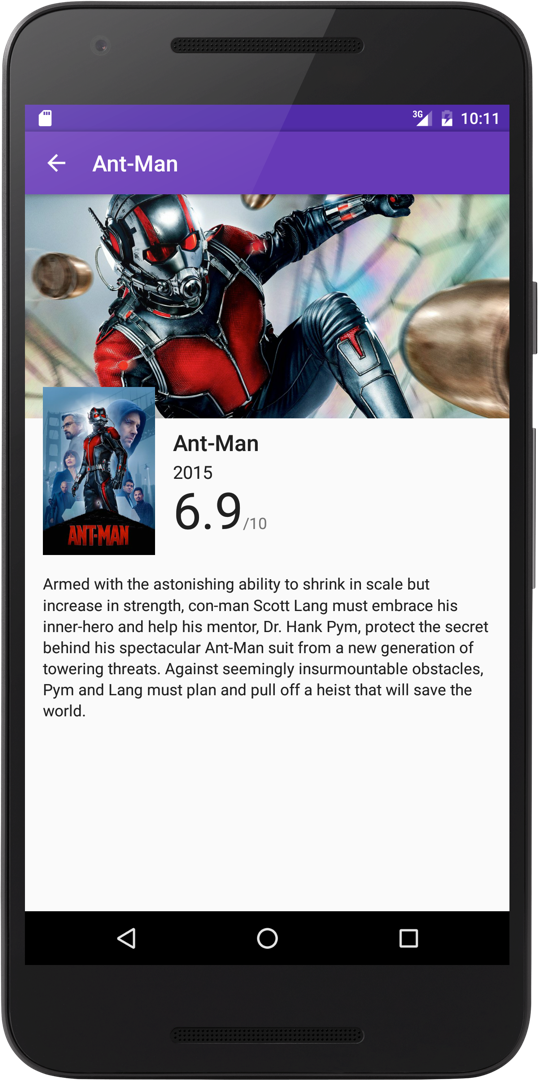 3G 10:11
Ant-Man
Ant-Man
2015
6.9/10
ANT-MAN
Armed with the astonishing ability to shrink in scale but
increase in strength, con-man Scott Lang must embrace his
inner-hero and help his mentor, Dr. Hank Pym, protect the secret
behind his spectacular Ant-Man suit from a new generation of
towering threats. Against seemingly insurmountable obstacles,
Pym and Lang must plan and pull off a heist that will save the
world.